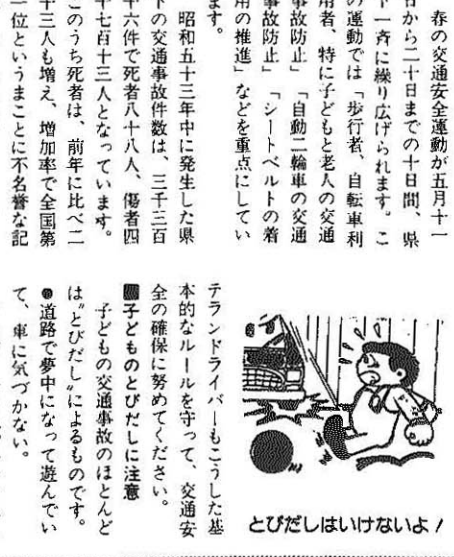 春の交通安全運動が五月十一
日から二十日までの十日間、県
下一斉に繰り広げられます。こ
の運動では「歩行者、自転車利
用者、特に子どもと老人の交通
事故防止」「自動二輪車の交通
事故防止」「シートベルトの着
用の推進」などを重点にしてい
ます。
昭和五十三年中に発生した県
下の交通事故件数は、三千三百
十六件で死者八十八人、傷者四
千七百十三人となっています。
このうち死者は、前年に比べ二
十三人も増え、増加率で全国第
一位というまことに不名誉な記
テランドライバーもこうした基
本的なルールを守って、交通安
全の確保に努めてください。
■子どものとびだしに注意
子どもの交通事故のほとんど
は"とびだし"によるものです。
●道路で夢中になって遊んでい
て、車に気づかない。
とびだしはいけないよ！